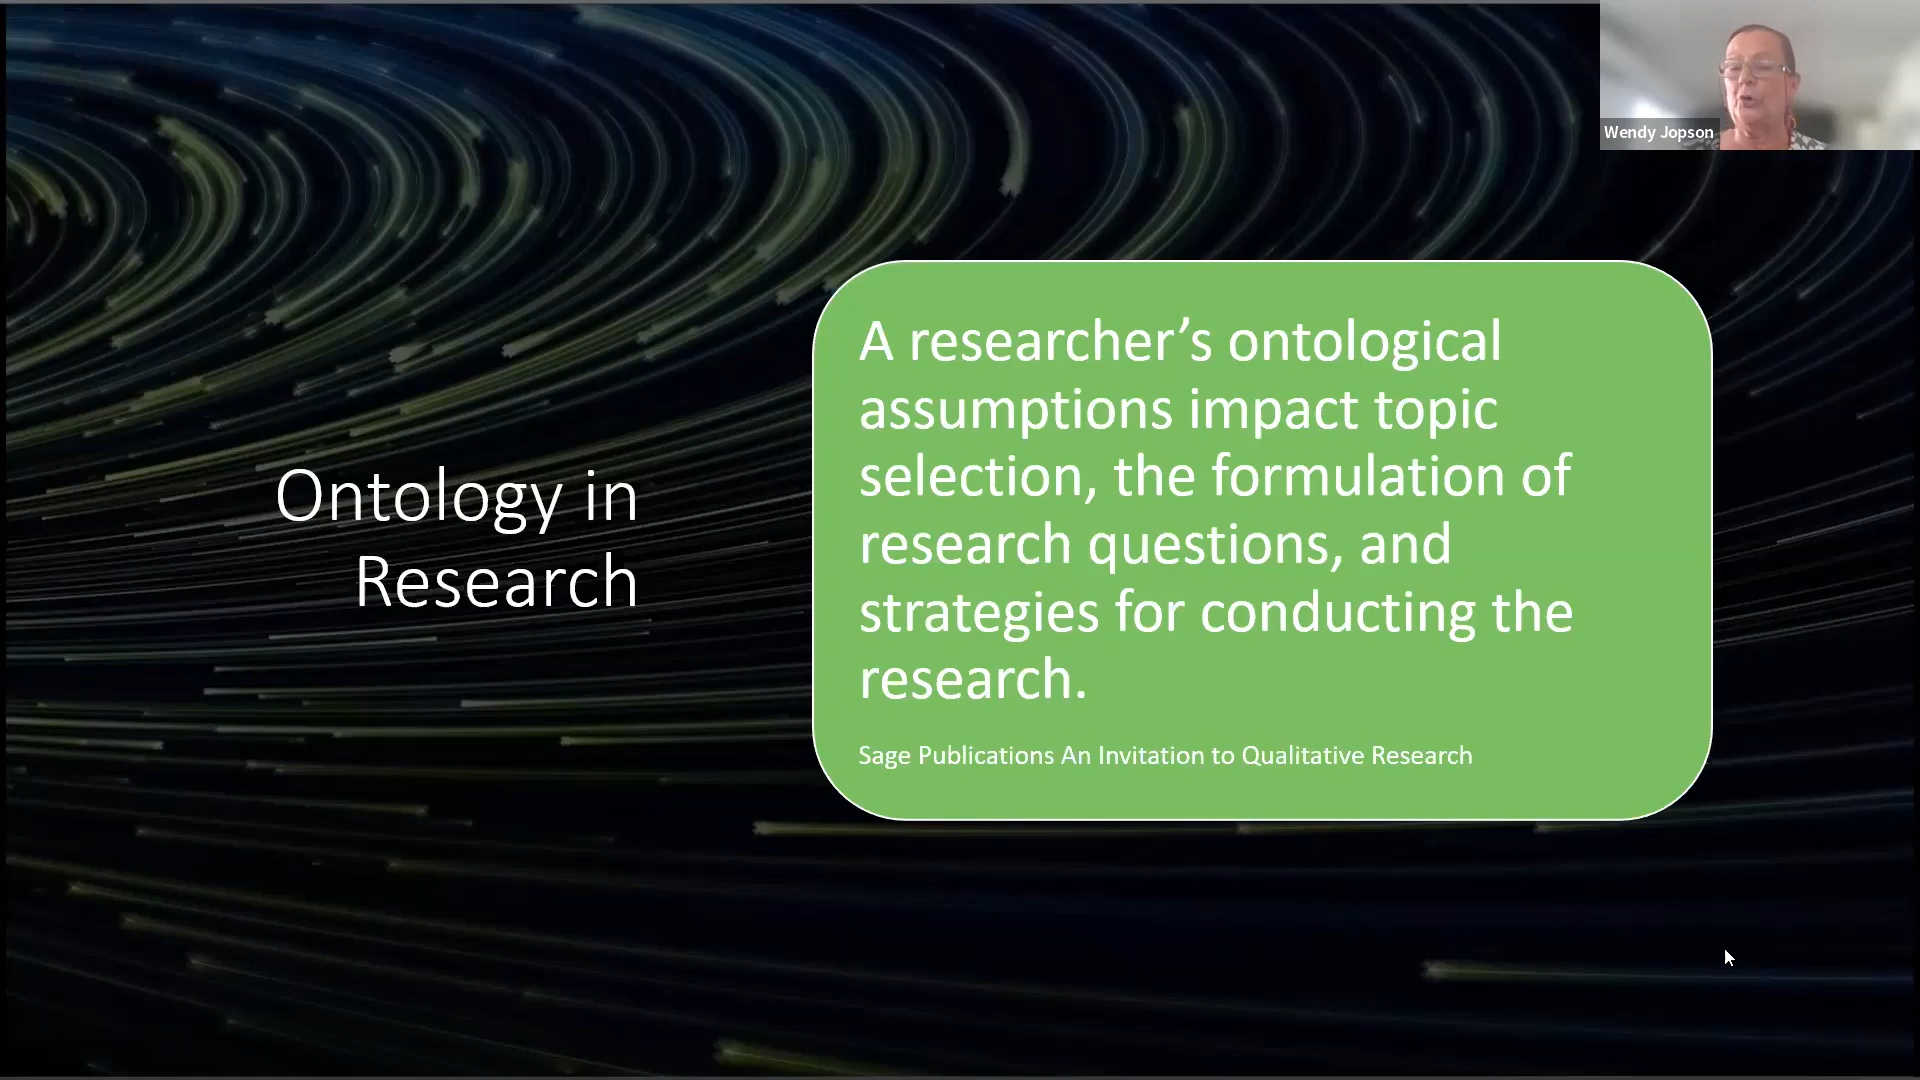 Wendy Jopson
Ontology in
Research
A researcher’s ontological
assumptions impact topic
selection, the formulation of
research questions, and
strategies for conducting the
research.
Sage Publications An Invitation to Qualitative Research